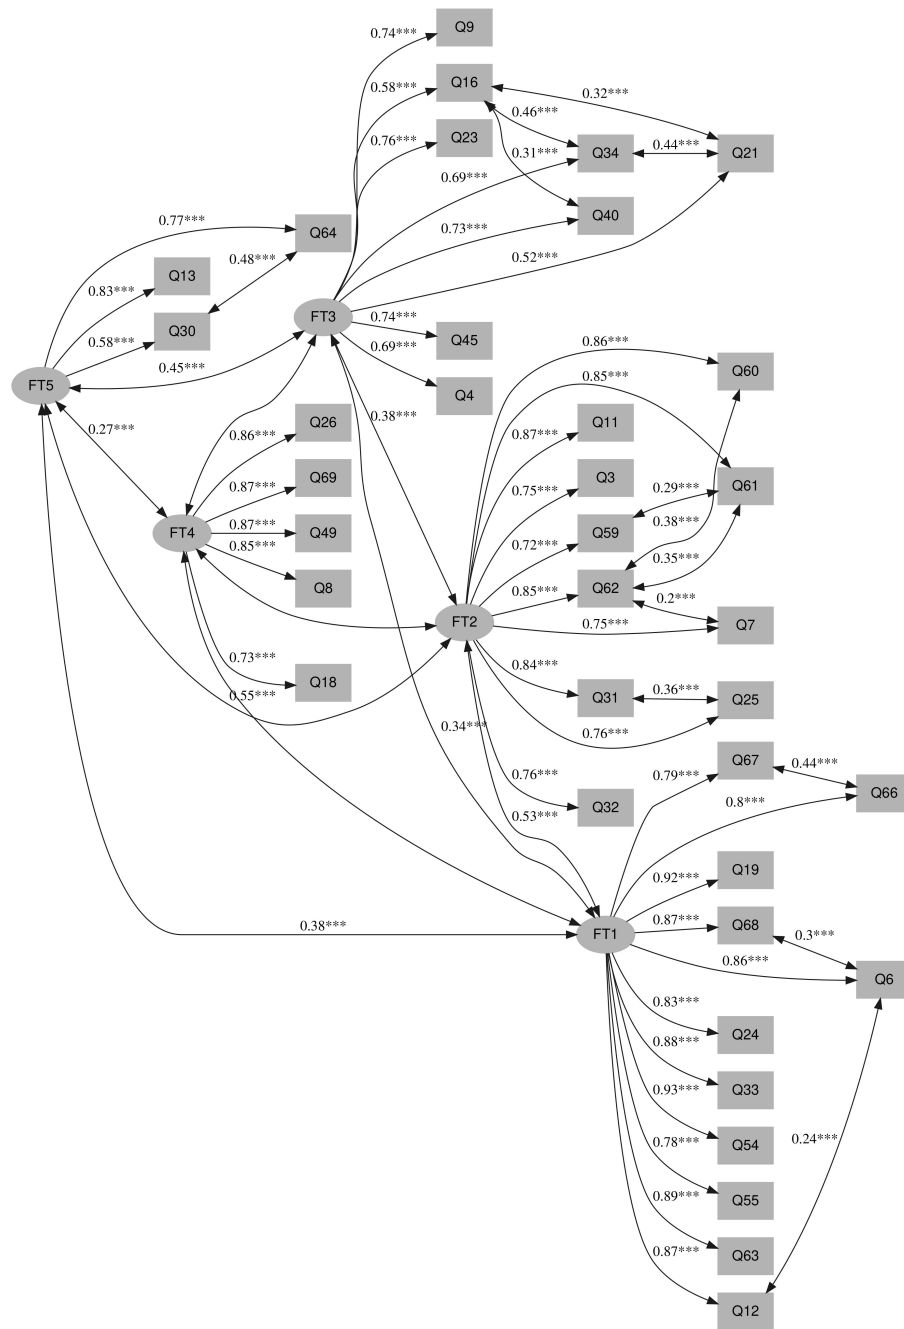 Q9
0.74***
Q16
0.58***
0.32***
0.46***
Q23
0.76***
0.31***
Q34
0.44***
Q21
0.69***
Q40
0.73***
0.77***
Q64
0.52***
0.48***
Q13
0.83***
FT3
Q30
0.58***
0.74***
Q45
0.69***
0.45***
FT5
Q4
0.86***
Q60
0.85***
0.38***
Q26
0.86***
0.27***
Q11
0.87***
Q69
0.87***
Q3
0.75***
0.29***
Q61
FT4
0.87***
Q49
0.85***
0.72***
Q59
0.38***
0.35***
Q8
0.85***
Q62
0.2***
FT2
0.75***
Q7
0.73***
Q18
0.55***
0.84***
Q31
0.36***
Q25
0.34***
0.76***
Q67
0.44***
0.79***
Q66
0.76***
Q32
0.8***
0.53***
Q19
0.92***
0.38***
FT1
0.87***
Q68
0.3***
0.86***
Q6
0.83***
Q24
0.88***
Q33
0.93***
Q54
0.24***
0.78***
Q55
0.89***
Q63
0.87***
Q12